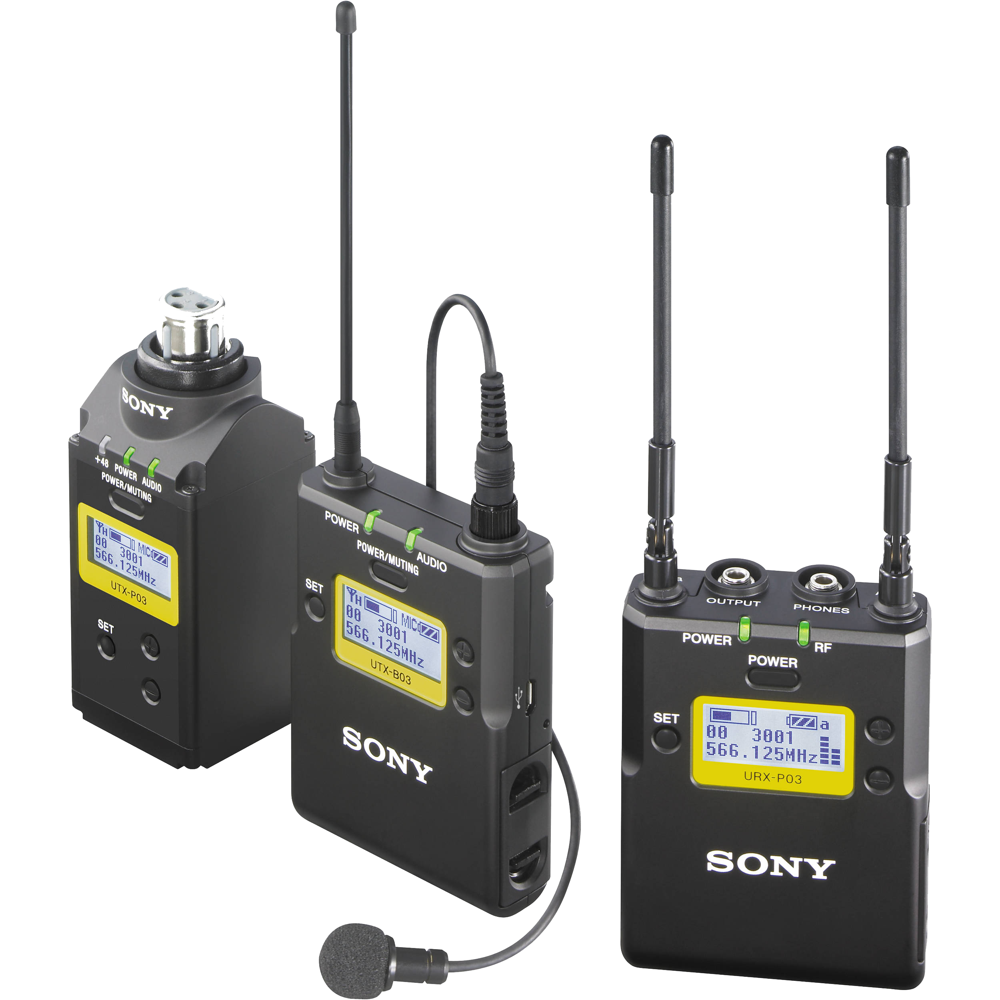 SONY
+48 POWER AUDIO
POWER/MUTING
H MIC
00 3001
566.125MHz
UTX-P03
SET
POWER AUDIO
POWER/MUTING
SET
H MIC
00 3001
566.125MHz
UTX-B03
SONY
a
OUTPUT PHONES
POWER RF
POWER
SET
a
00 3001
566.125MHz
URX-P03
SONY